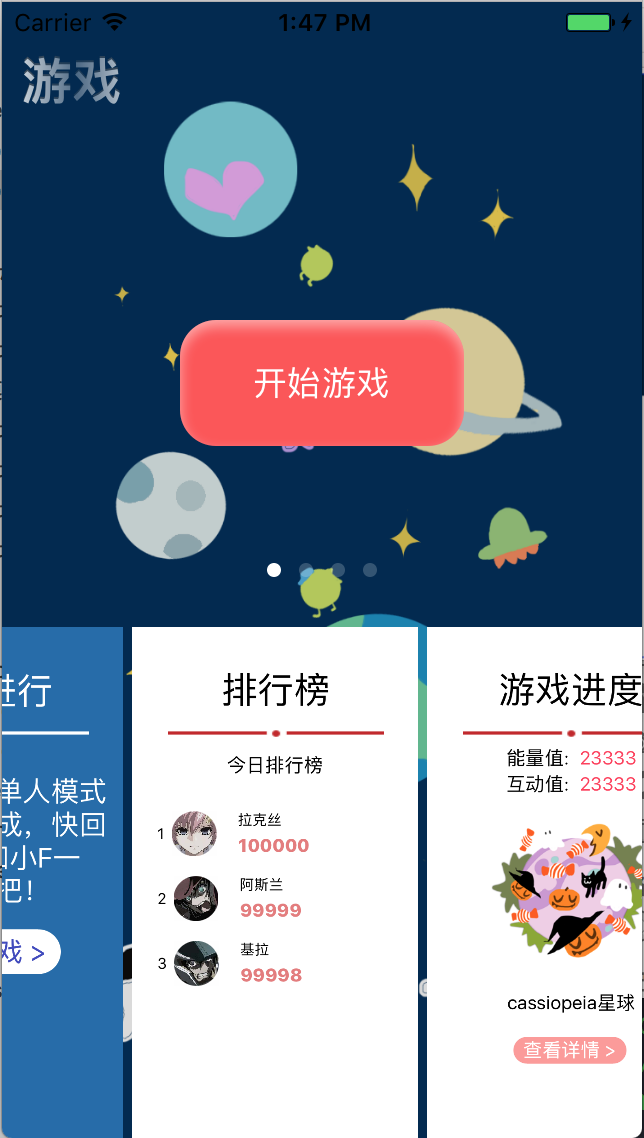 Carrier 1:47 PM
游戏
开始游戏
进行
单人模式
成，快回
和小F一
把！
戏 >
排行榜
今日排行榜
1 拉克丝
100000
2 阿斯兰
99999
3 基拉
99998
游戏进度
能量值: 23333
互动值: 23333
cassiopeia星球
查看详情 >